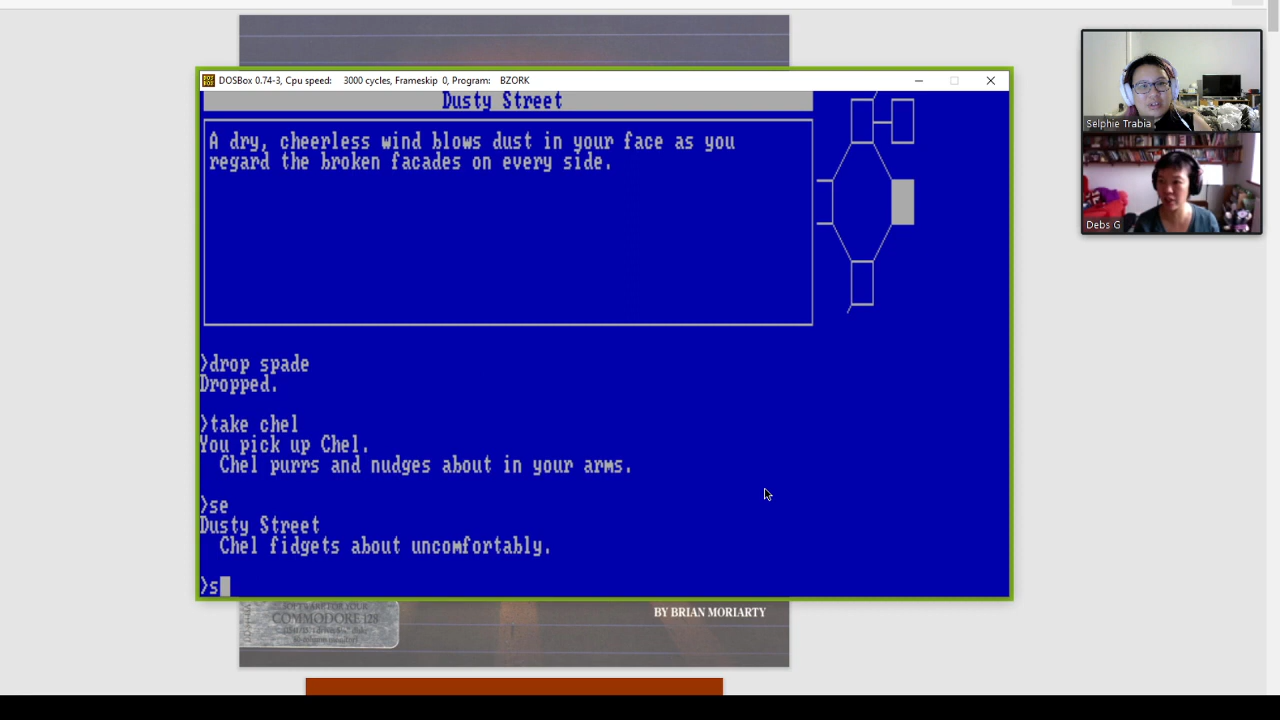 DOSBox 0.74-3, Cpu speed: 3000 cycles, Frameskip 0, Program: BZORK
Dusty Street
A dry, cheerless wind blows dust in your face as you
regard the broken facades on every side.
>drop spade
Dropped.
>take chel
You pick up Chel.
Chel purrs and nudges about in your arms.
>se
Dusty Street
Chel fidgets about uncomfortably.
>s
Selphie Trabia
Debs G
SOFTWARE FOR YOUR
COMMODORE 128
BY BRIAN MORIARTY